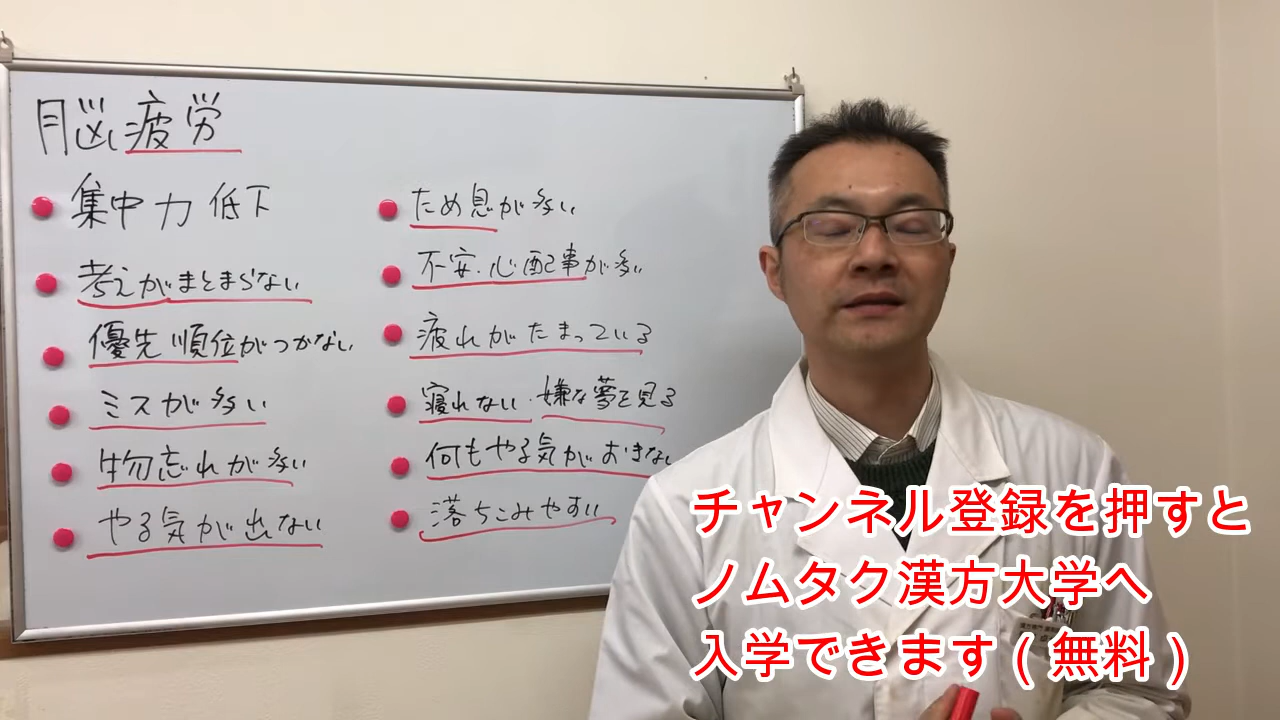 脳疲労
集中力低下
考えがまとまらない
優先順位がつかない
ミスが多い
物忘れが多い
やる気が出ない
ため息が多い
不安・心配事が多い
疲れがたまっている
寝れない・嫌な夢を見る
何もやる気がおきない
落ちこみやすい
チャンネル登録を押すと
ノムタク漢方大学へ
入学できます(無料)